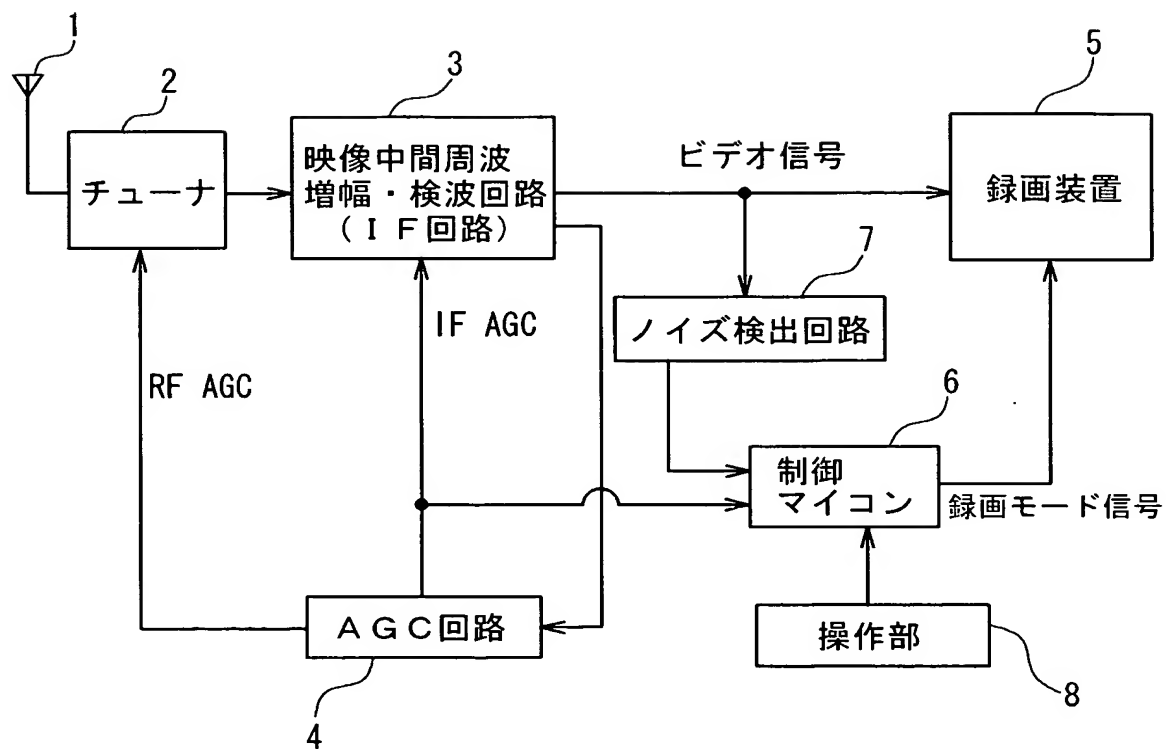 1
2
3
5
チューナ
映像中間周波
増幅・検波回路
(IF回路)
ビデオ信号
録画装置
7
ノイズ検出回路
IF AGC
RF AGC
6
制御
マイコン
録画モード信号
AGC回路
4
操作部
8